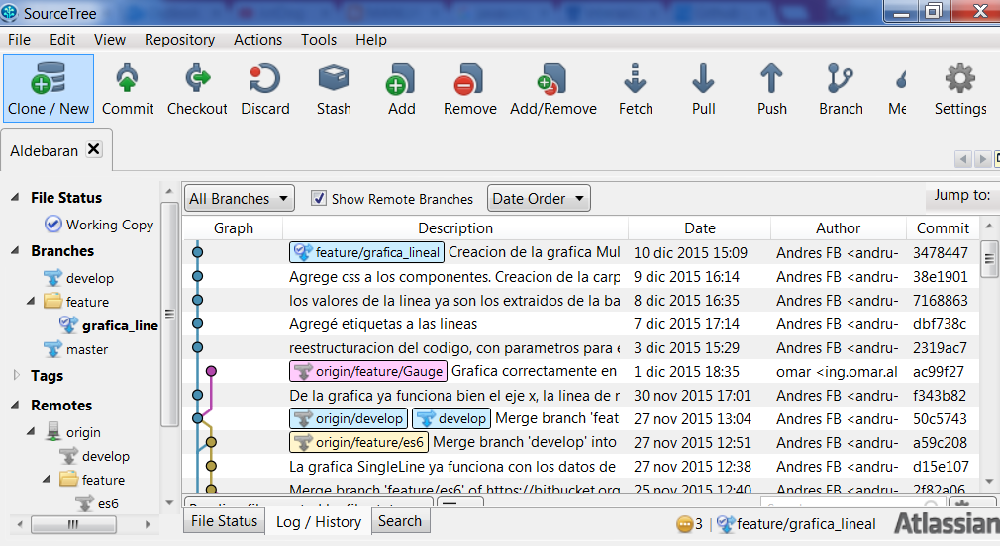 SourceTree
File Edit View Repository Actions Tools Help
Clone / New Commit Checkout Discard Stash Add Remove Add/Remove Fetch Pull Push Branch Me Settings
Aldebaran
File Status
Working Copy
Branches
develop
feature
grafica_line
master
Tags
Remotes
origin
develop
feature
es6
All Branches Show Remote Branches Date Order Jump to:
Graph Description Date Author Commit
feature/grafica_lineal Creacion de la grafica Mul 10 dic 2015 15:09 Andres FB <andru- 3478447
Agrege css a los componentes. Creacion de la carp 9 dic 2015 16:14 Andres FB <andru- 38e1901
los valores de la linea ya son los extraidos de la ba 8 dic 2015 16:35 Andres FB <andru- 7168863
Agregé etiquetas a las lineas 7 dic 2015 17:14 Andres FB <andru- dbf738c
reestructuracion del codigo, con parametros para e 3 dic 2015 15:29 Andres FB <andru- 2319ac7
origin/feature/Gauge Grafica correctamente en 1 dic 2015 18:35 omar <ing.omar.al ac99f27
De la grafica ya funciona bien el eje x, la linea de r 30 nov 2015 17:01 Andres FB <andru- f343b82
origin/develop develop Merge branch 'feat 27 nov 2015 13:04 Andres FB <andru- 50c5743
origin/feature/es6 Merge branch 'develop' into 27 nov 2015 12:51 Andres FB <andru- a59c208
La grafica SingleLine ya funciona con los datos de 27 nov 2015 12:38 Andres FB <andru- d15e107
Merge branch 'feature/es6' of https://bitbucket.org 25 nov 2015 12:40 Andres FB <andru- 2f82a06
File Status Log / History Search 3 feature/grafica_lineal Atlassian